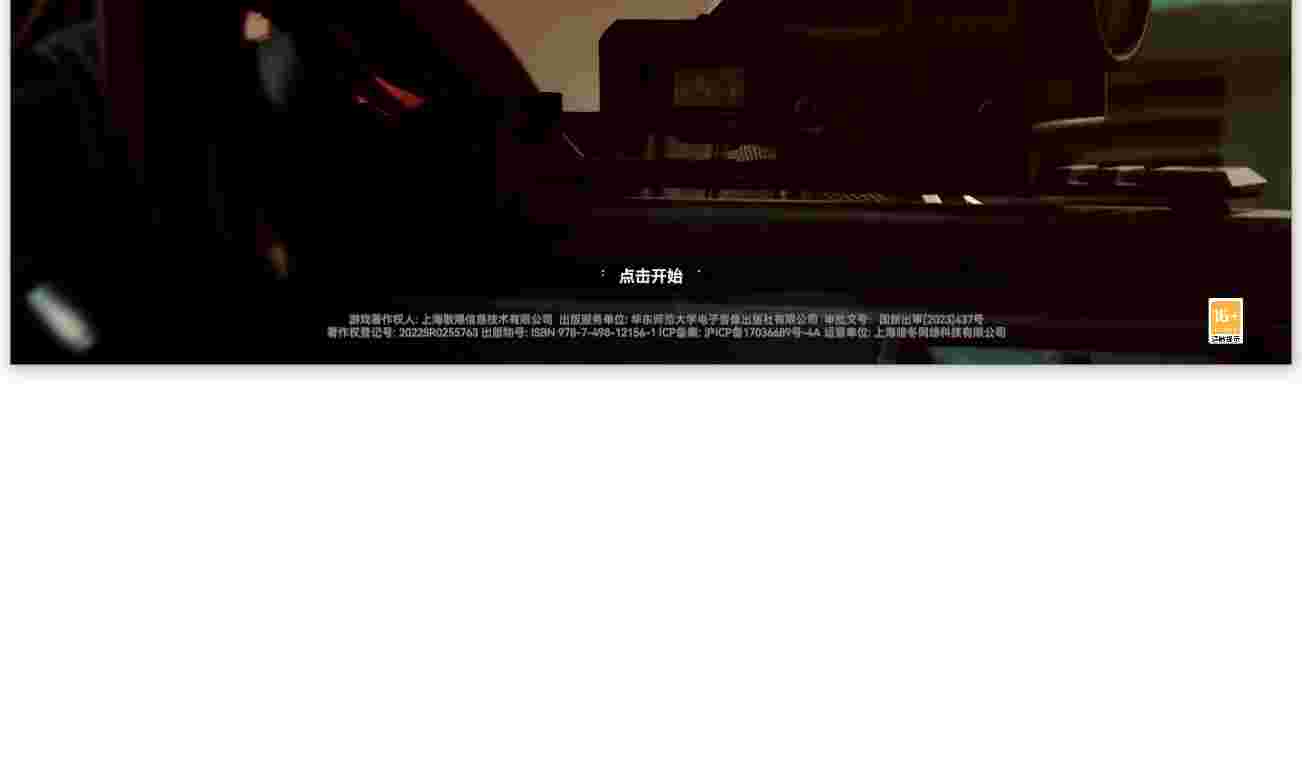 点击开始
游戏著作权人: 上海散爆信息技术有限公司 出版服务单位: 华东师范大学电子音像出版社有限公司 审批文号: 国新出审[2023]437号
著作权登记号: 2022SR0255763 出版物号: ISBN 978-7-498-12156-1 ICP备案: 沪ICP备17036689号-4A 运营单位: 上海暗冬网络科技有限公司
16+
适龄提示